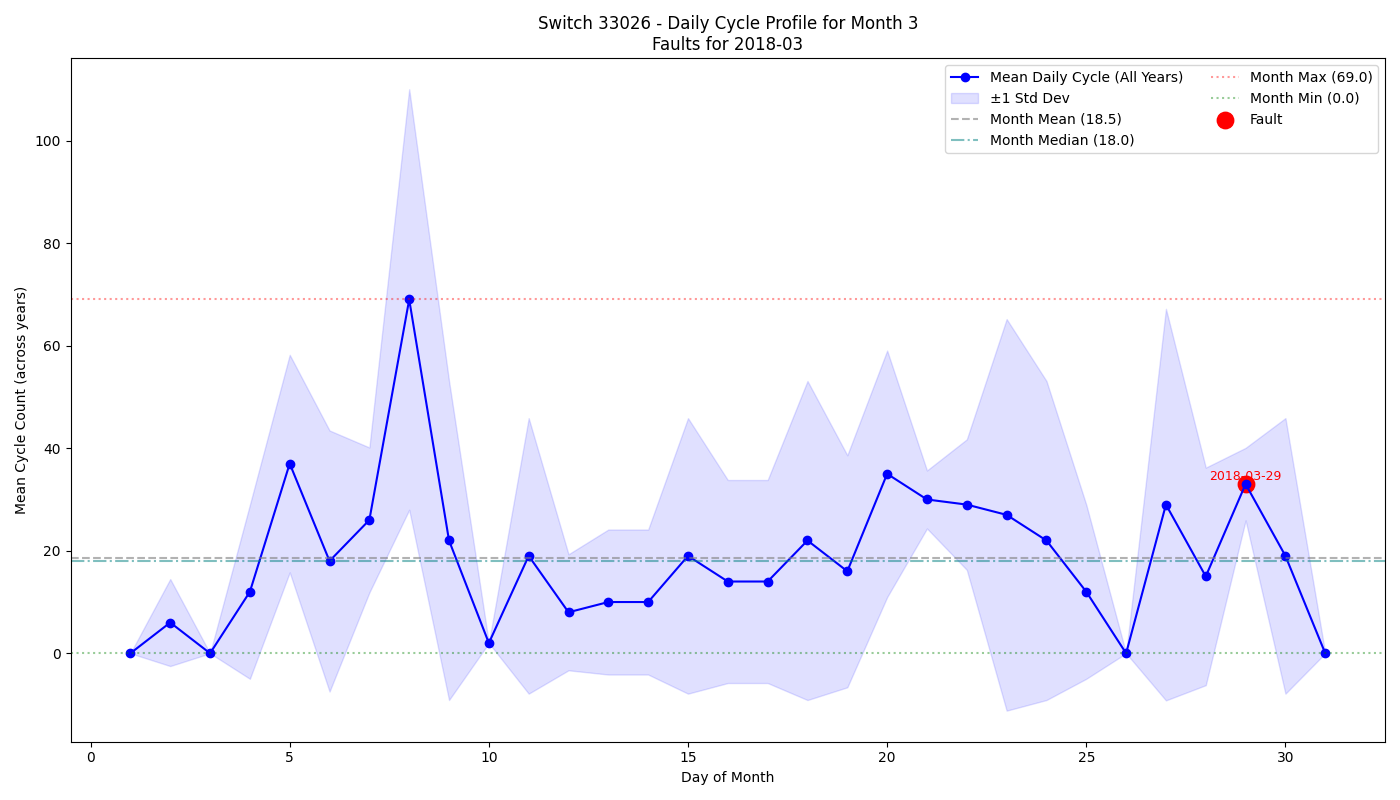 Switch 33026 - Daily Cycle Profile for Month 3
Faults for 2018-03
Mean Daily Cycle (All Years)
±1 Std Dev
Month Mean (18.5)
Month Median (18.0)
Month Max (69.0)
Month Min (0.0)
Fault
Mean Cycle Count (across years)
100
80
60
40
20
0
2018-03-29
0
5
10
15
20
25
30
Day of Month